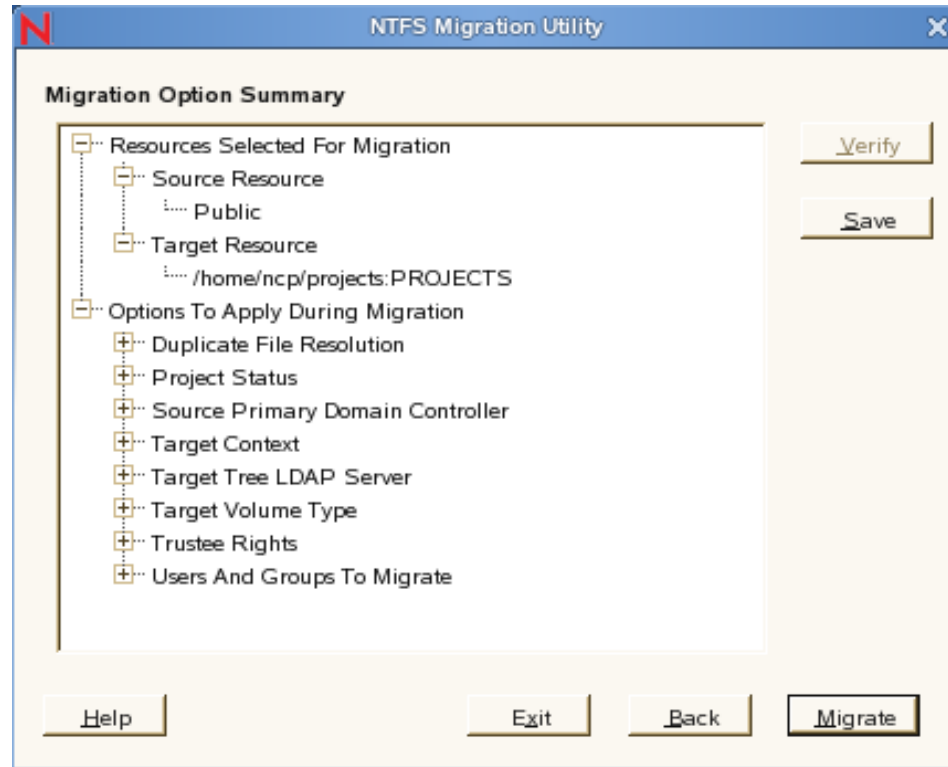 N
NTFS Migration Utility
Migration Option Summary
Resources Selected For Migration
Source Resource
Public
Target Resource
/home/ncp/projects:PROJECTS
Options To Apply During Migration
Duplicate File Resolution
Project Status
Source Primary Domain Controller
Target Context
Target Tree LDAP Server
Target Volume Type
Trustee Rights
Users And Groups To Migrate
Verify
Save
Help
Exit
Back
Migrate